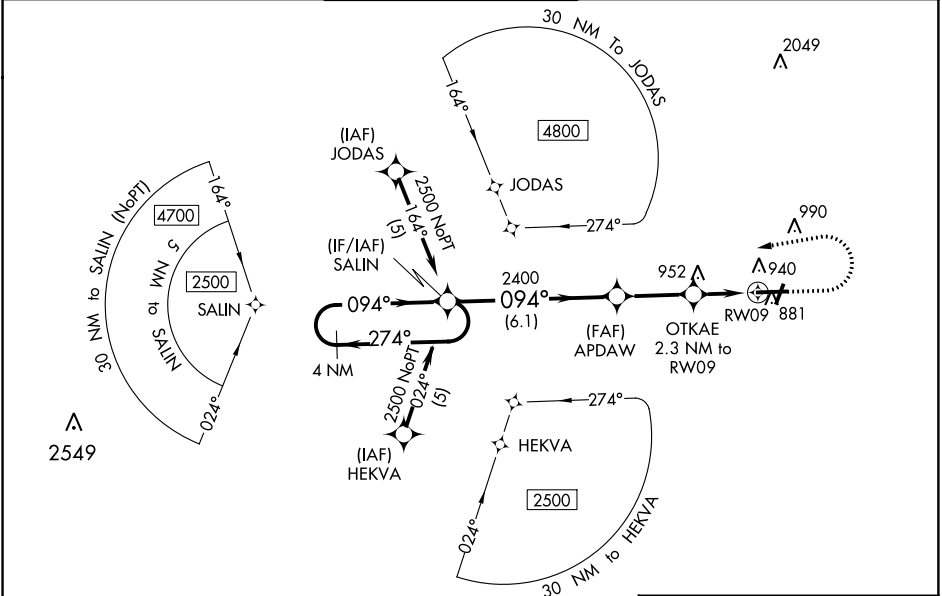 30 NM To JODAS
2049
164°
4800
(IAF)
JODAS
JODAS
274°
2500 NoPT
164°
(5)
30 NM to SALIN (NoPT)
4700
164°
5 NM to SALIN
2500
SALIN
024°
2549
(IF/IAF)
SALIN
094°
274°
4 NM
2400
094°
(6.1)
(FAF)
APDAW
952
OTKAE
2.3 NM to
RW09
990
940
RW09
881
2500 NoPT
024°
(5)
(IAF)
HEKVA
274°
HEKVA
2500
024°
30 NM to HEKVA